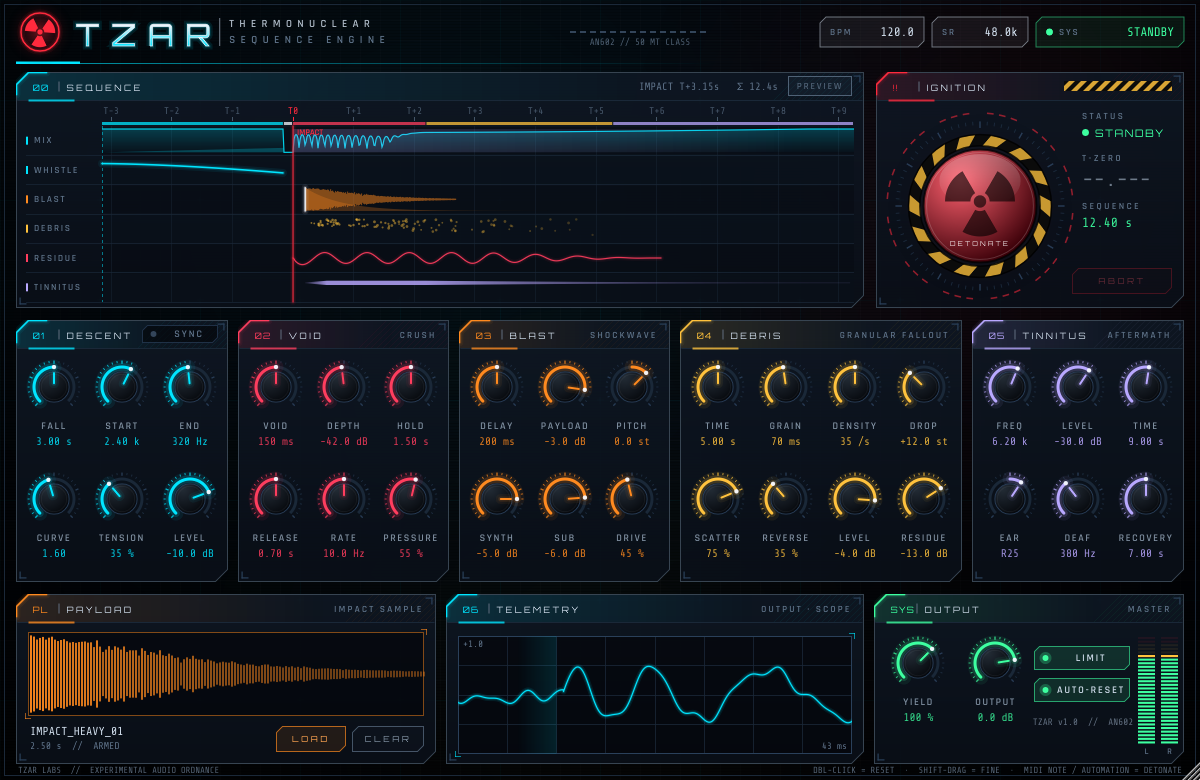 TZAR
THERMONUCLEAR
SEQUENCE ENGINE
AN602 // 50 MT CLASS
BPM 120.0
SR 48.0k
SYS STANDBY
00 SEQUENCE
IMPACT T+3.15s Σ 12.4s PREVIEW
T-3 T-2 T-1 T0 T+1 T+2 T+3 T+4 T+5 T+6 T+7 T+8 T+9
IMPACT
MIX
WHISTLE
BLAST
DEBRIS
RESIDUE
TINNITUS
!! IGNITION
DETONATE
STATUS
STANDBY
T-ZERO
--.---
SEQUENCE
12.40 s
ABORT
01 DESCENT SYNC
FALL START END
3.00 s 2.40 k 320 Hz
CURVE TENSION LEVEL
1.60 35 % -10.0 dB
02 VOID CRUSH
VOID DEPTH HOLD
150 ms -42.0 dB 1.50 s
RELEASE RATE PRESSURE
0.70 s 10.0 Hz 55 %
03 BLAST SHOCKWAVE
DELAY PAYLOAD PITCH
200 ms -3.0 dB 0.0 st
SYNTH SUB DRIVE
-5.0 dB -6.0 dB 45 %
04 DEBRIS GRANULAR FALLOUT
TIME GRAIN DENSITY DROP
5.00 s 70 ms 35 /s +12.0 st
SCATTER REVERSE LEVEL RESIDUE
75 % 35 % -4.0 dB -13.0 dB
05 TINNITUS AFTERMATH
FREQ LEVEL TIME
6.20 k -30.0 dB 9.00 s
EAR DEAF RECOVERY
R25 380 Hz 7.00 s
PL PAYLOAD IMPACT SAMPLE
IMPACT_HEAVY_01
2.50 s // ARMED
LOAD CLEAR
06 TELEMETRY OUTPUT · SCOPE
+1.0
43 ms
SYS OUTPUT MASTER
YIELD OUTPUT
100 % 0.0 dB
LIMIT
AUTO-RESET
TZAR v1.0 // AN602
L R
TZAR LABS // EXPERIMENTAL AUDIO ORDNANCE
DBL-CLICK = RESET · SHIFT-DRAG = FINE · MIDI NOTE / AUTOMATION = DETONATE